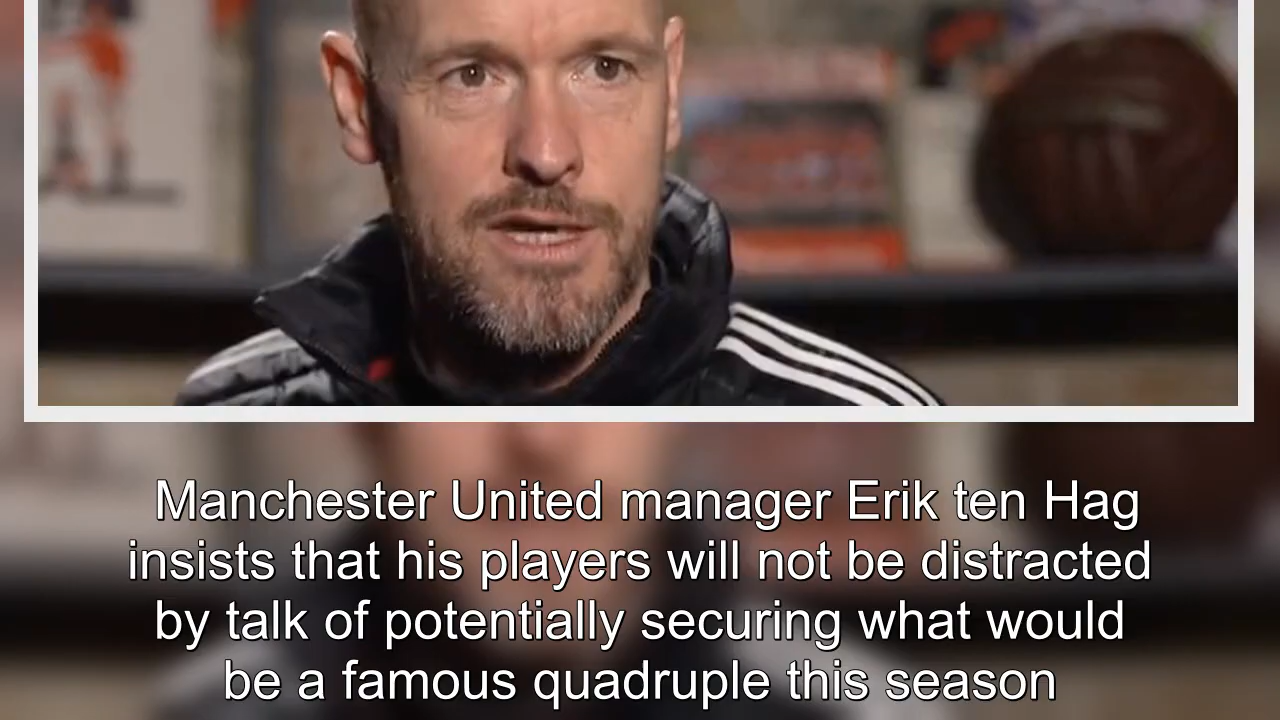 Manchester United manager Erik ten Hag
insists that his players will not be distracted
by talk of potentially securing what would
be a famous quadruple this season